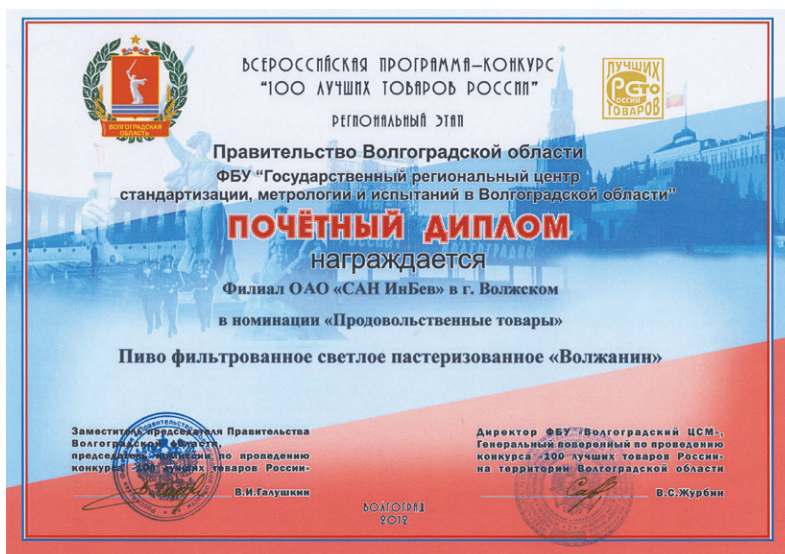 ВСЕРОССИЙСКАЯ ПРОГРАММА–КОНКУРС
“100 ЛУЧШИХ ТОВАРОВ РОССИИ”
РЕГИОНАЛЬНЫЙ ЭТАП
ВОЛГОГРАДСКАЯ
ОБЛАСТЬ
ЛУЧШИХ
СТО
РОССИИ
ТОВАРОВ
Правительство Волгоградской области
ФБУ “Государственный региональный центр
стандартизации, метрологии и испытаний в Волгоградской области”
ПОЧЁТНЫЙ ДИПЛОМ
награждается
Филиал ОАО «САН ИнБев» в г. Волжском
в номинации «Продовольственные товары»
Пиво фильтрованное светлое пастеризованное «Волжанин»
Заместитель председателя Правительства
Волгоградской области,
председатель комиссии по проведению
конкурса -100 лучших товаров России-
В.И.Галушкин
Директор ФБУ "Волгоградский ЦСМ",
Генеральный поверенный по проведению
конкурса -100 лучших товаров России-
на территории Волгоградской области
В.С.Журбин
ВОЛГОГРАД
2012